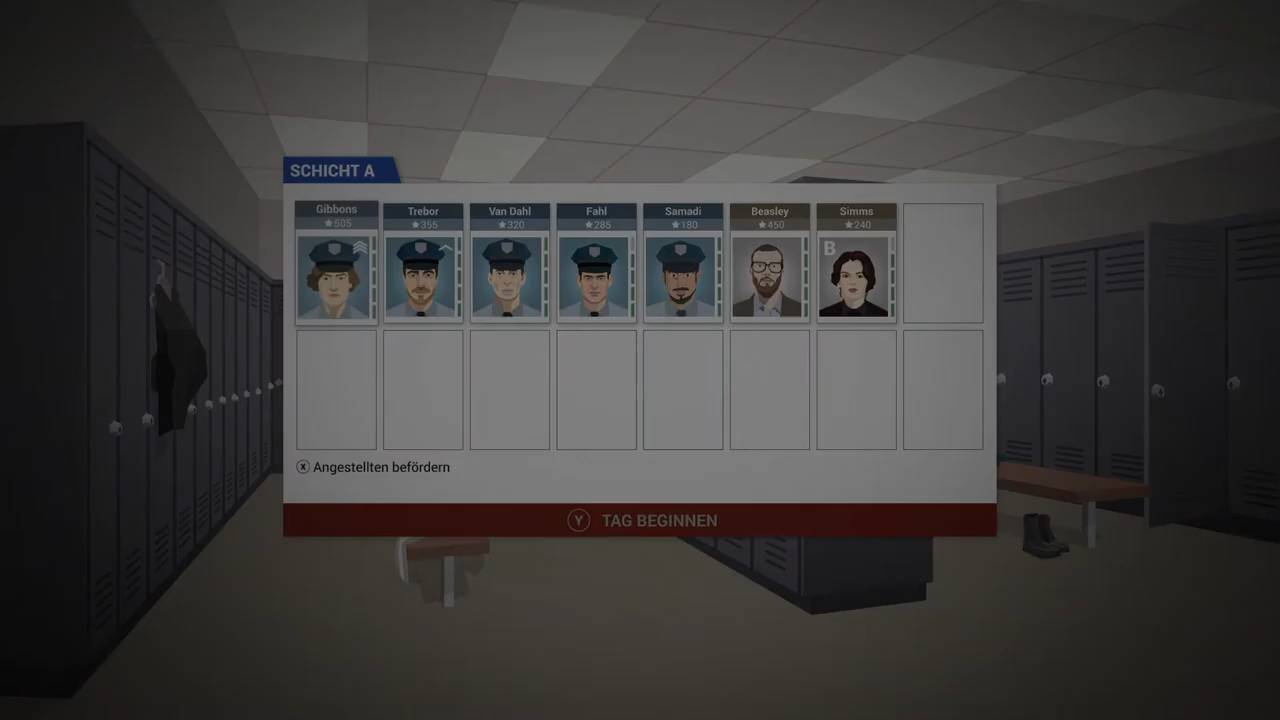 SCHICHT A
Gibbons
★505
Trebor
★355
Van Dahl
★320
Fahl
★285
Samadi
★180
Beasley
★450
Simms
★240
B
X Angestellten befördern
Y TAG BEGINNEN